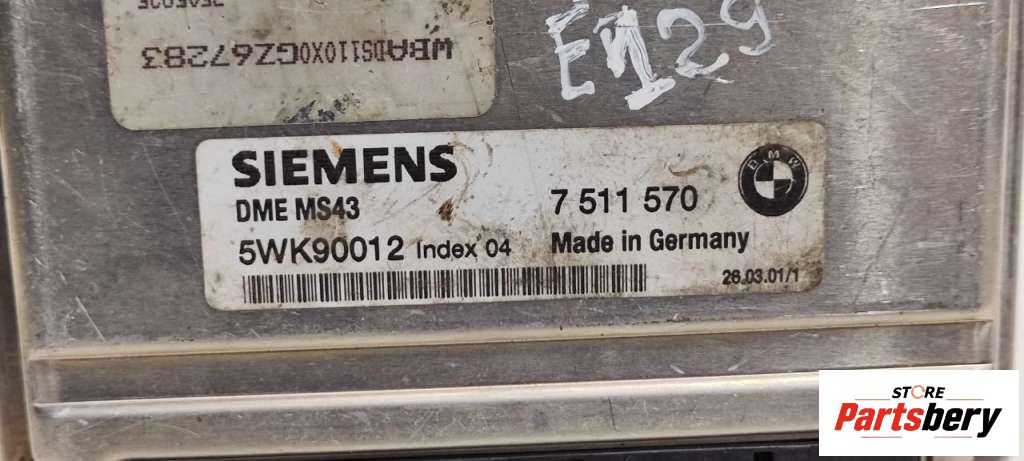 WBADS110X0GZ67283
E129
SIEMENS
DME MS43
7 511 570
BMW
5WK90012 Index 04
Made in Germany
26.03.01/1
STORE
Partsbery